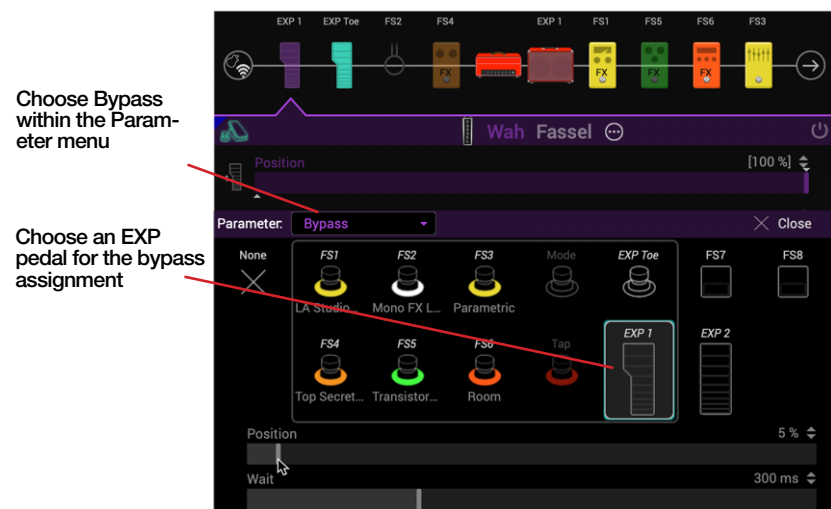 EXP 1 EXP Toe FS2 FS4 EXP 1 FS1 FS5 FS6 FS3
FX FX FX
Choose Bypass
within the Param-
eter menu
Wah Fassel
Position [100 %]
Parameter: Bypass Close
Choose an EXP
pedal for the bypass
assignment
None FS1 FS2 FS3 Mode EXP Toe FS7 FS8
LA Studio... Mono FX L... Parametric
FS4 FS5 FS6 Tap EXP 1 EXP 2
Top Secret... Transistor... Room
Position 5 %
Wait 300 ms